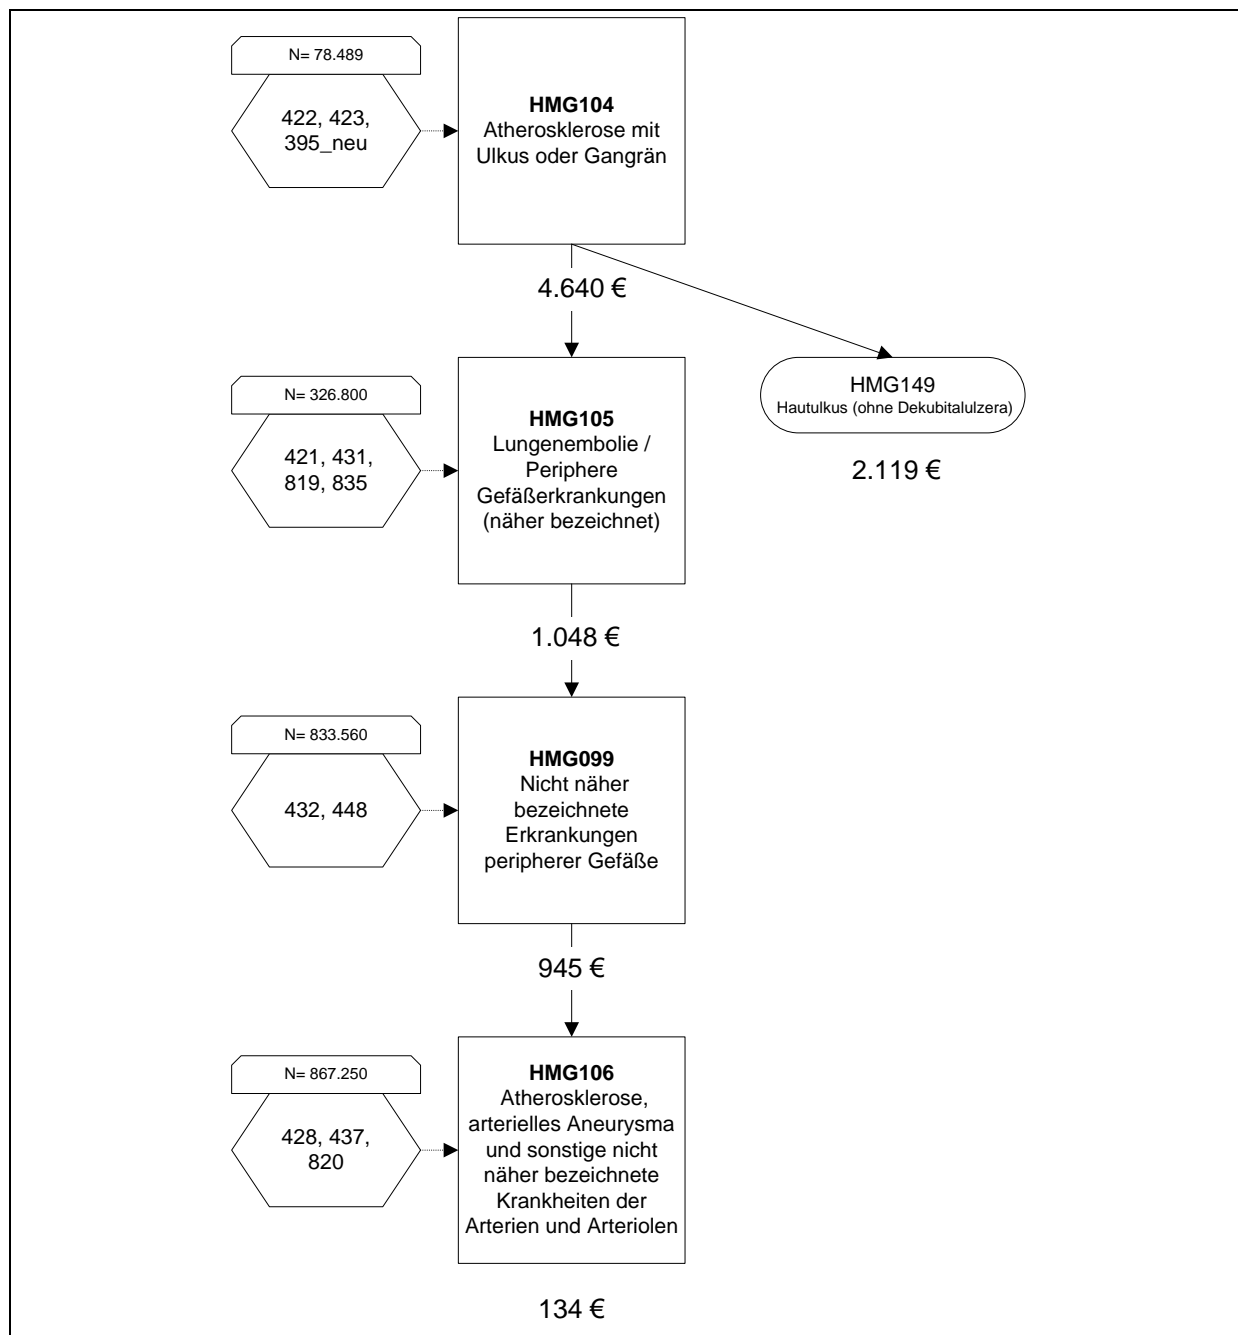 N= 78.489
422, 423,
395_neu
HMG104
Atherosklerose mit
Ulkus oder Gangrän
4.640 €
N= 326.800
421, 431,
819, 835
HMG105
Lungenembolie /
Periphere
Gefäßerkrankungen
(näher bezeichnet)
HMG149
Hautulkus (ohne Dekubitalulzera)
2.119 €
1.048 €
N= 833.560
432, 448
HMG099
Nicht näher
bezeichnete
Erkrankungen
peripherer Gefäße
945 €
N= 867.250
428, 437,
820
HMG106
Atherosklerose,
arterielles Aneurysma
und sonstige nicht
näher bezeichnete
Krankheiten der
Arterien und Arteriolen
134 €